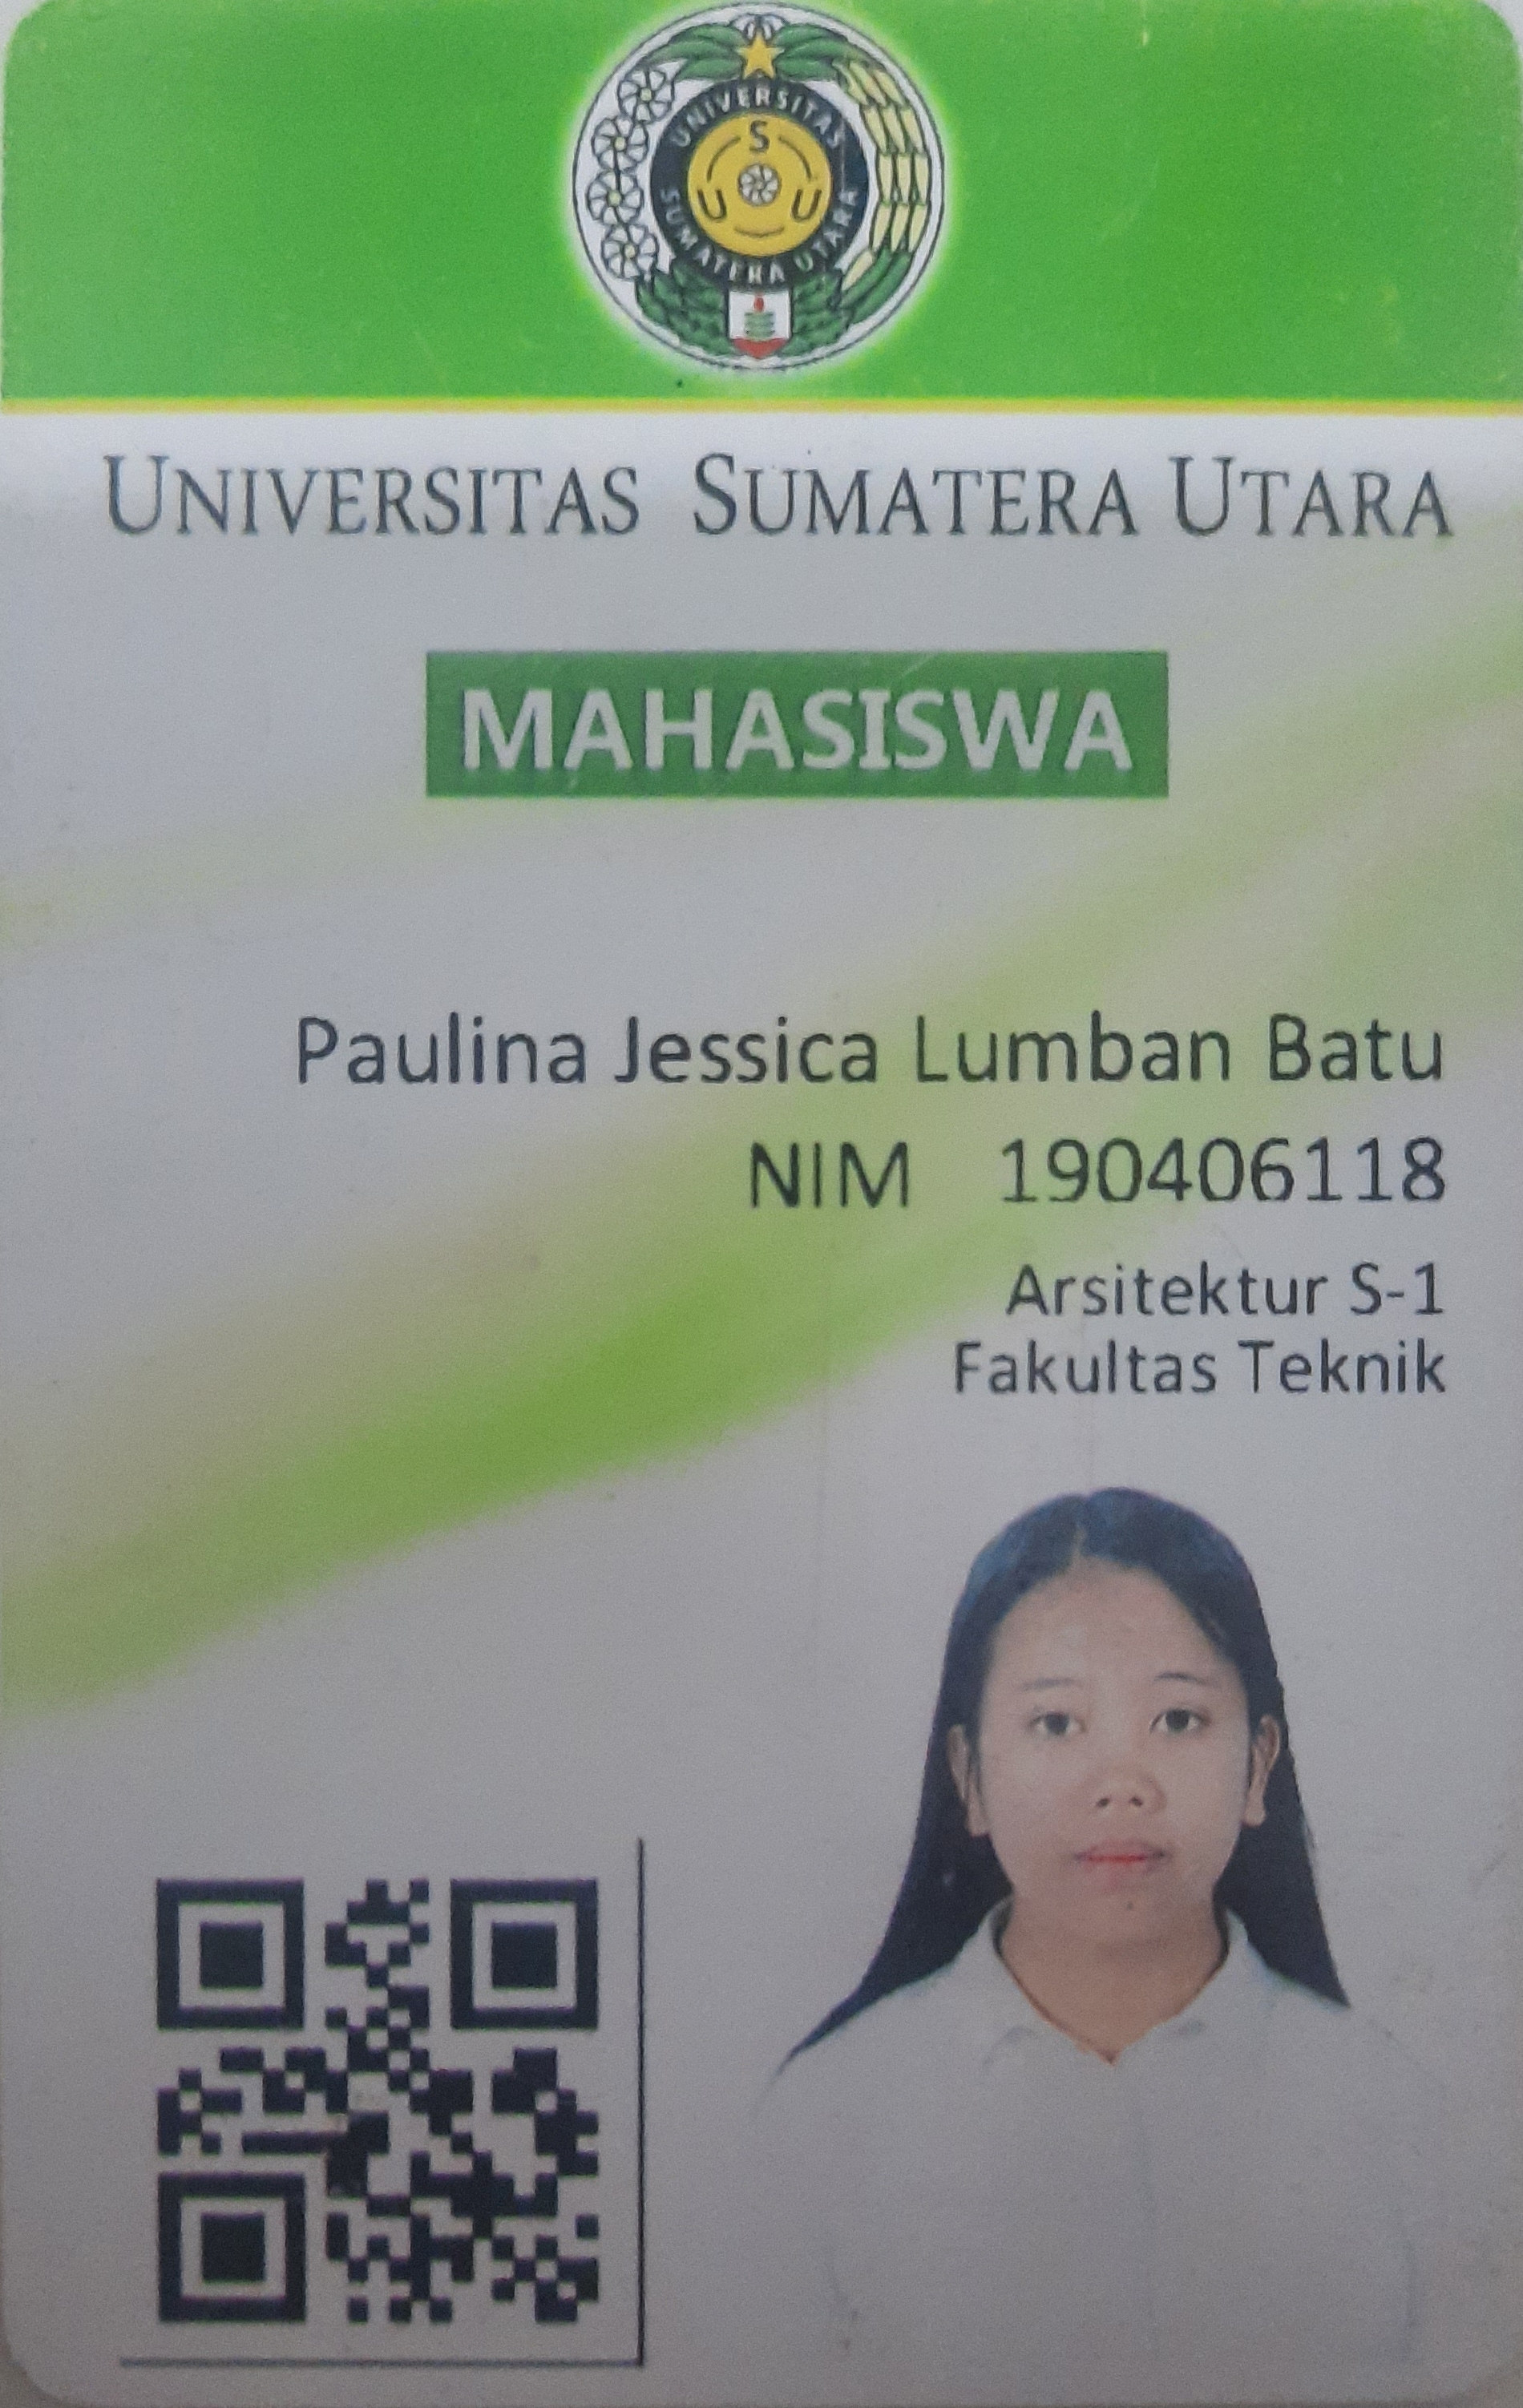 UNIVERSITAS
SUMATERA UTARA
S
U U
UNIVERSITAS SUMATERA UTARA
MAHASISWA
Paulina Jessica Lumban Batu
NIM 190406118
Arsitektur S-1
Fakultas Teknik